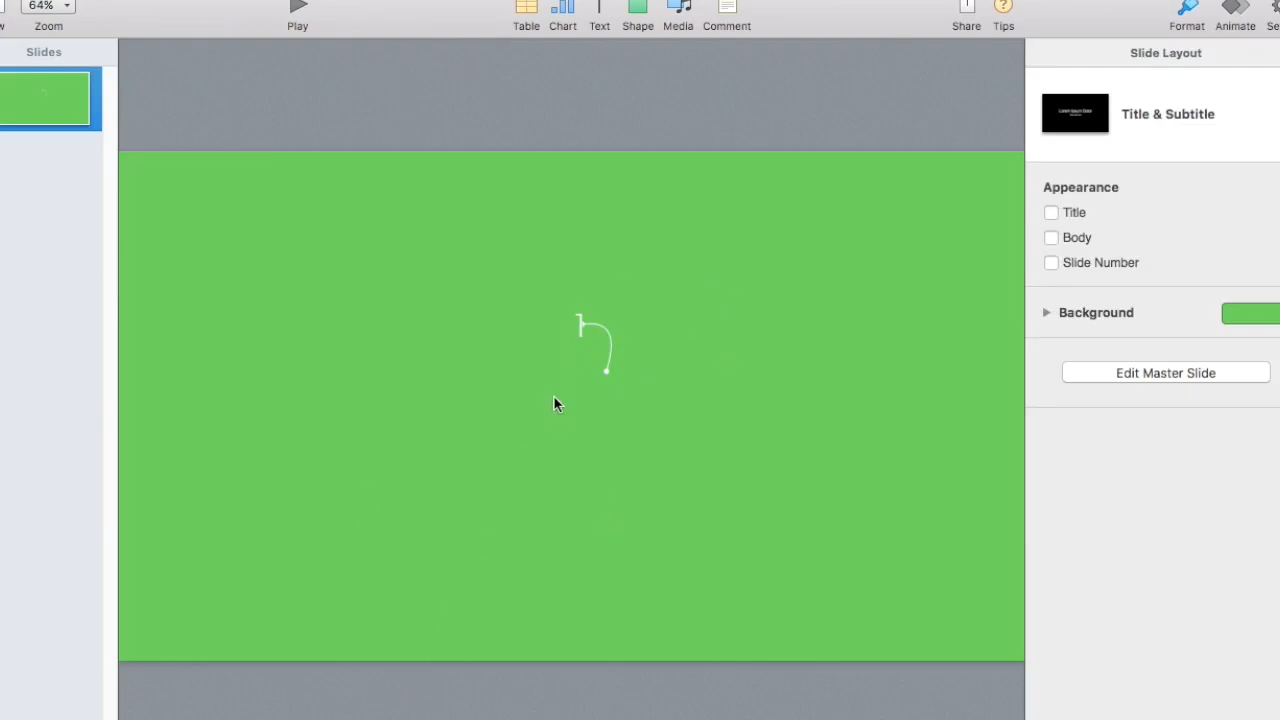 64%
Zoom
Play
Table
Chart
Text
Shape
Media
Comment
Share
Tips
Format
Animate
Slides
Slide Layout
Title & Subtitle
Appearance
Title
Body
Slide Number
Background
Edit Master Slide